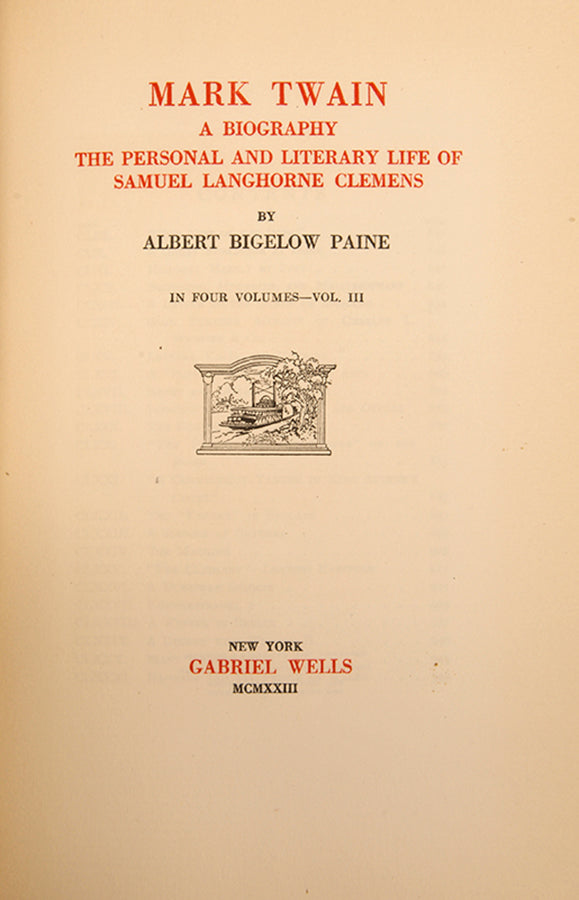 MARK TWAIN
A BIOGRAPHY
THE PERSONAL AND LITERARY LIFE OF
SAMUEL LANGHORNE CLEMENS
BY
ALBERT BIGELOW PAINE
IN FOUR VOLUMES—VOL. III
NEW YORK
GABRIEL WELLS
MCMXXIII